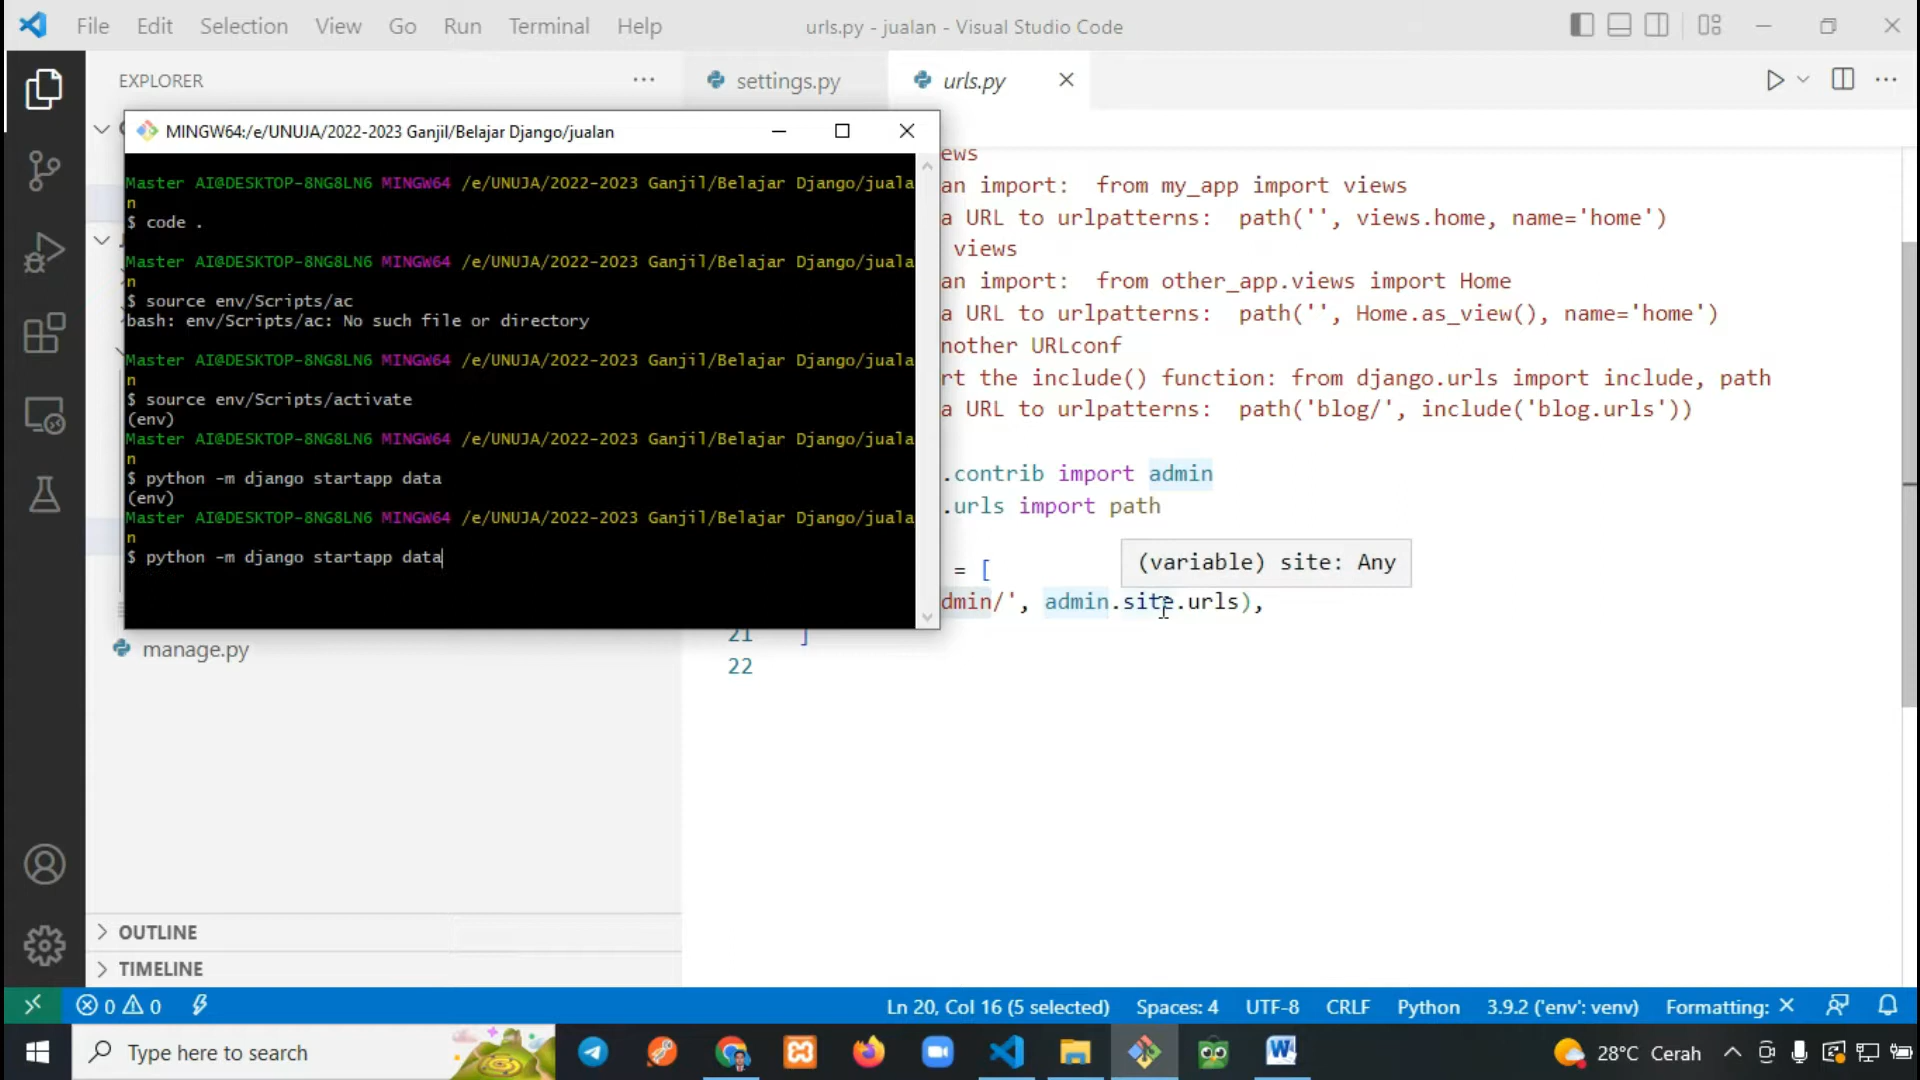 File Edit Selection View Go Run Terminal Help
urls.py - jualan - Visual Studio Code
EXPLORER
settings.py
urls.py
MINGW64:/e/UNUJA/2022-2023 Ganjil/Belajar Django/jualan
Master AI@DESKTOP-8NG8LN6 MINGW64 /e/UNUJA/2022-2023 Ganjil/Belajar Django/juala
n
$ code .
Master AI@DESKTOP-8NG8LN6 MINGW64 /e/UNUJA/2022-2023 Ganjil/Belajar Django/juala
n
$ source env/Scripts/ac
bash: env/Scripts/ac: No such file or directory
Master AI@DESKTOP-8NG8LN6 MINGW64 /e/UNUJA/2022-2023 Ganjil/Belajar Django/juala
n
$ source env/Scripts/activate
(env)
Master AI@DESKTOP-8NG8LN6 MINGW64 /e/UNUJA/2022-2023 Ganjil/Belajar Django/juala
n
$ python -m django startapp data
(env)
Master AI@DESKTOP-8NG8LN6 MINGW64 /e/UNUJA/2022-2023 Ganjil/Belajar Django/juala
n
$ python -m django startapp data
ews
an import:  from my_app import views
a URL to urlpatterns:  path('', views.home, name='home')
views
an import:  from other_app.views import Home
a URL to urlpatterns:  path('', Home.as_view(), name='home')
nother URLconf
rt the include() function: from django.urls import include, path
a URL to urlpatterns:  path('blog/', include('blog.urls'))
.contrib import admin
.urls import path
= [
(variable) site: Any
dmin/', admin.site.urls),
21 ]
22
manage.py
OUTLINE
TIMELINE
0 0
Ln 20, Col 16 (5 selected) Spaces: 4 UTF-8 CRLF Python 3.9.2 ('env': venv) Formatting: ×
Type here to search
28°C Cerah